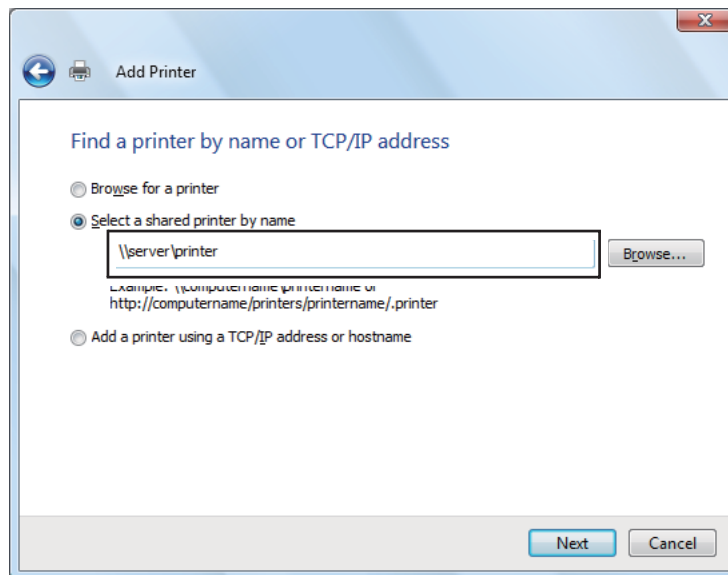 Add Printer
Find a printer by name or TCP/IP address
Browse for a printer
Select a shared printer by name
\\server\printer
Browse...
Example: \\computername\printername or
http://computername/printers/printername/.printer
Add a printer using a TCP/IP address or hostname
Next
Cancel